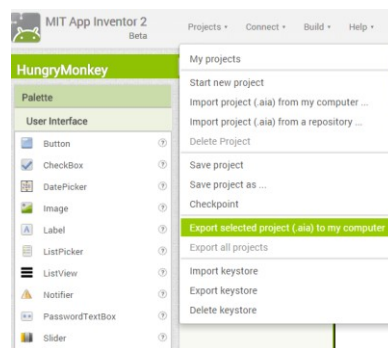 MIT App Inventor 2
Beta
Projects Connect Build Help
HungryMonkey
Palette
User Interface
Button
CheckBox
DatePicker
Image
Label
ListPicker
ListView
Notifier
PasswordTextBox
Slider
My projects
Start new project
Import project (.aia) from my computer ...
Import project (.aia) from a repository ...
Delete Project
Save project
Save project as ...
Checkpoint
Export selected project (.aia) to my computer
Export all projects
Import keystore
Export keystore
Delete keystore